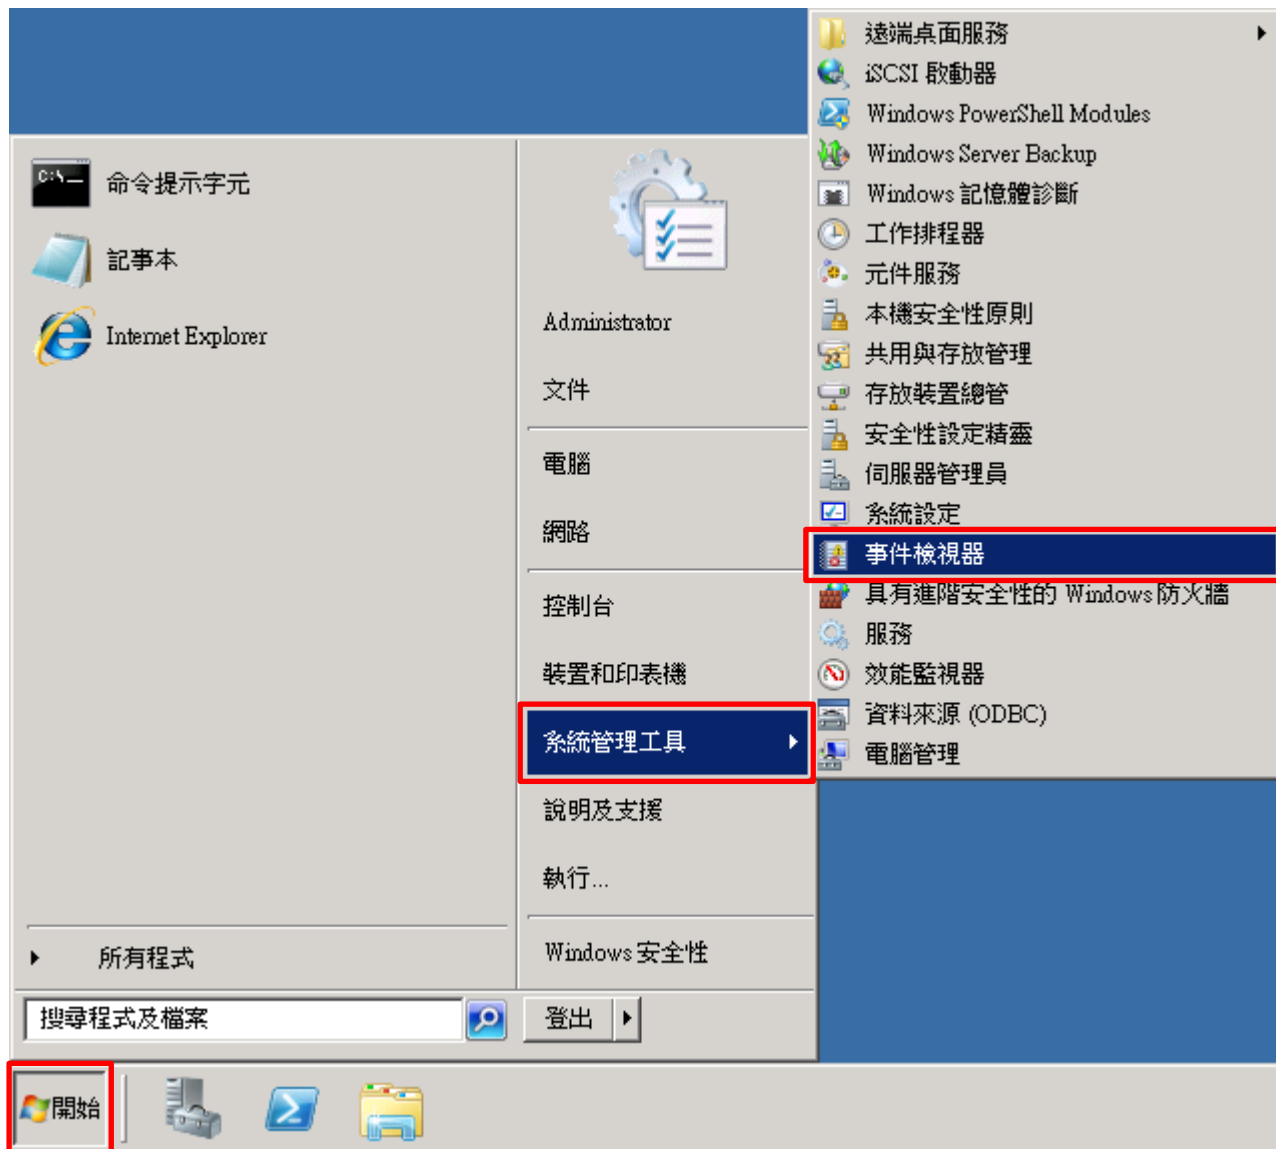 命令提示字元
記事本
Internet Explorer
所有程式
搜尋程式及檔案
Administrator
文件
電腦
網路
控制台
裝置和印表機
系統管理工具
說明及支援
執行...
Windows 安全性
登出
遠端桌面服務
iSCSI 啟動器
Windows PowerShell Modules
Windows Server Backup
Windows 記憶體診斷
工作排程器
元件服務
本機安全性原則
共用與存放管理
存放裝置總管
安全性設定精靈
伺服器管理員
系統設定
事件檢視器
具有進階安全性的 Windows 防火牆
服務
效能監視器
資料來源 (ODBC)
電腦管理
開始